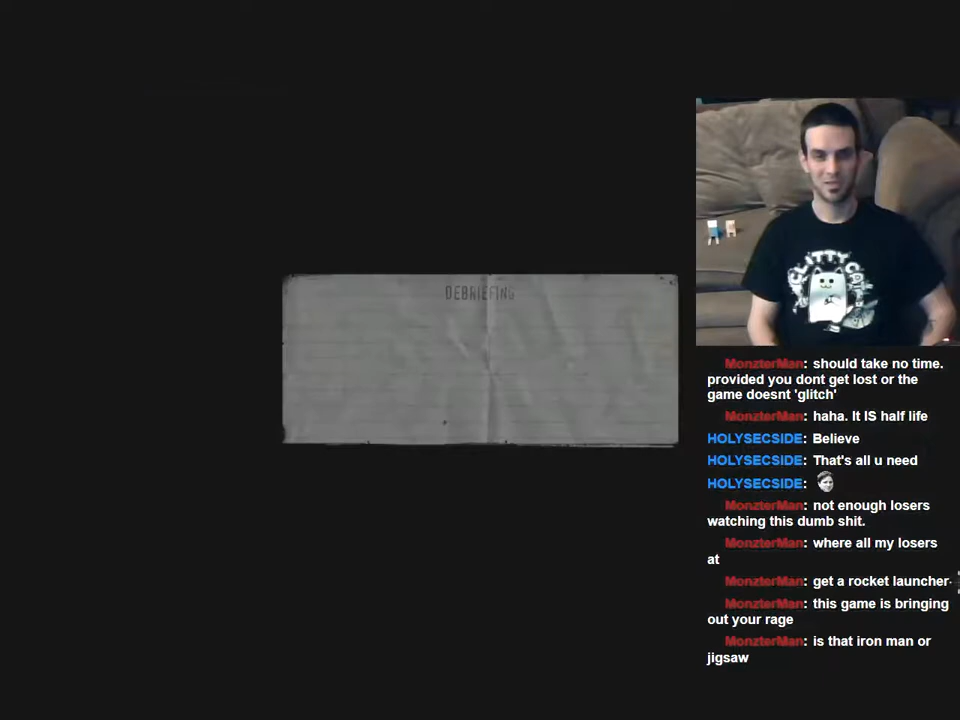 DEBRIEFING
MonzterMan: should take no time.
provided you dont get lost or the
game doesnt 'glitch'
MonzterMan: haha. It IS half life
HOLYSECSIDE: Believe
HOLYSECSIDE: That's all u need
HOLYSECSIDE:
MonzterMan: not enough losers
watching this dumb shit.
MonzterMan: where all my losers
at
MonzterMan: get a rocket launcher
MonzterMan: this game is bringing
out your rage
MonzterMan: is that iron man or
jigsaw